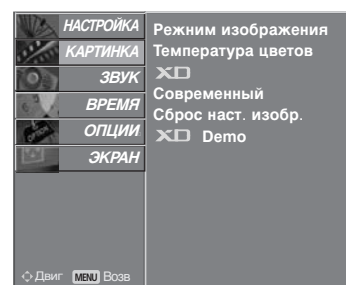 НАСТРОЙКА
КАРТИНКА
ЗВУК
ВРЕМЯ
ОПЦИИ
ЭКРАН
Режним изображения
Температура цветов
XD
Современный
Сброс наст. изобр.
XD Demo
Двиг MENU Возв